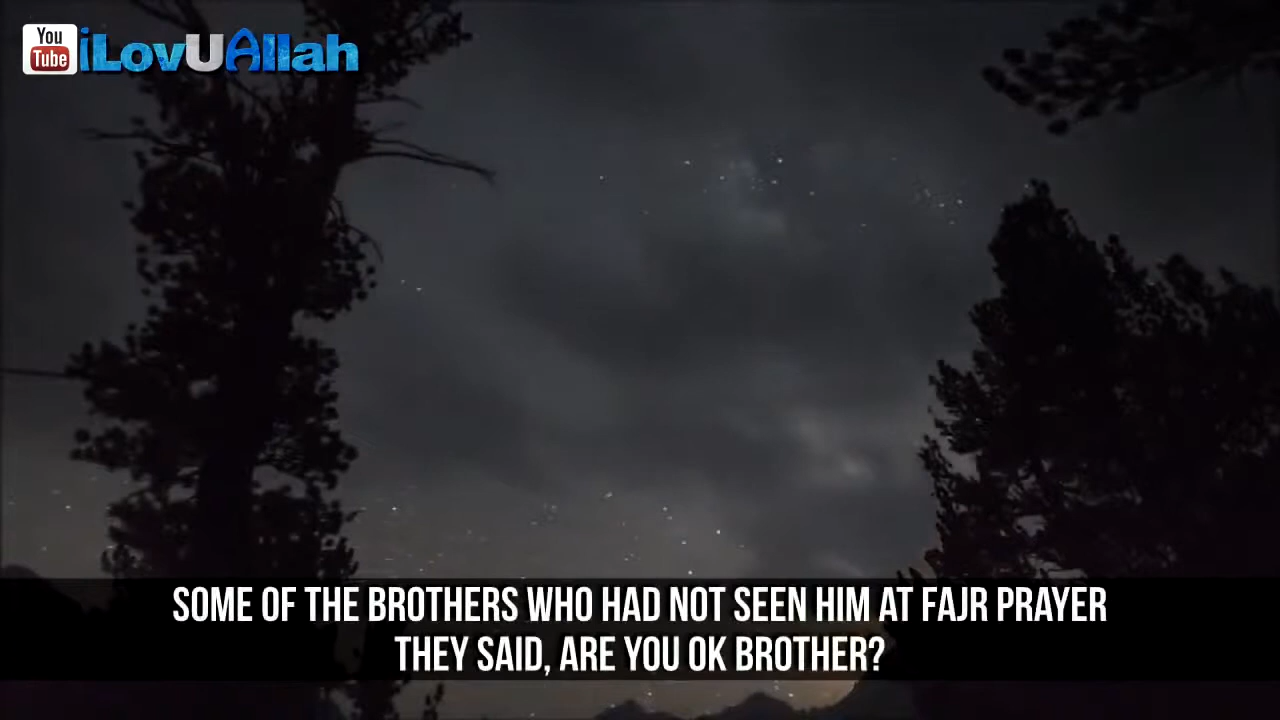 You
Tube
iLovUAllah
SOME OF THE BROTHERS WHO HAD NOT SEEN HIM AT FAJR PRAYER
THEY SAID, ARE YOU OK BROTHER?